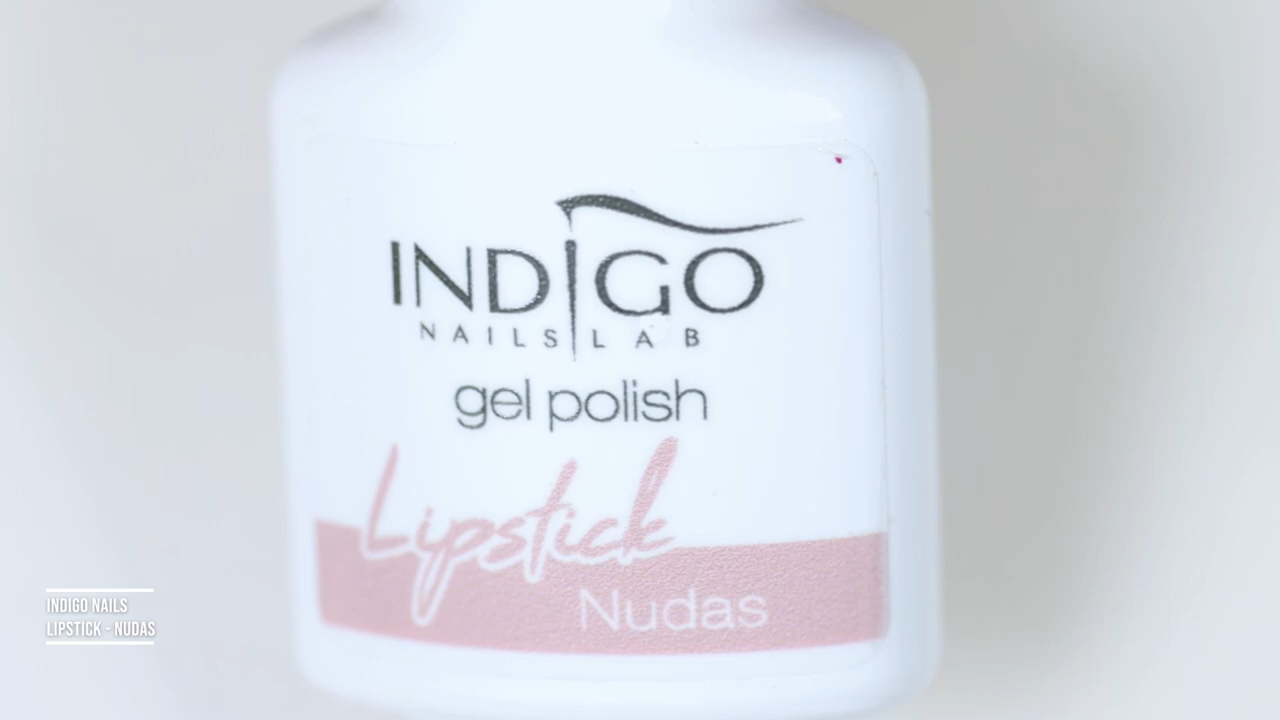 INDIGO
NAILS LAB
gel polish
Lipstick
Nudas
INDIGO NAILS
LIPSTICK - NUDAS